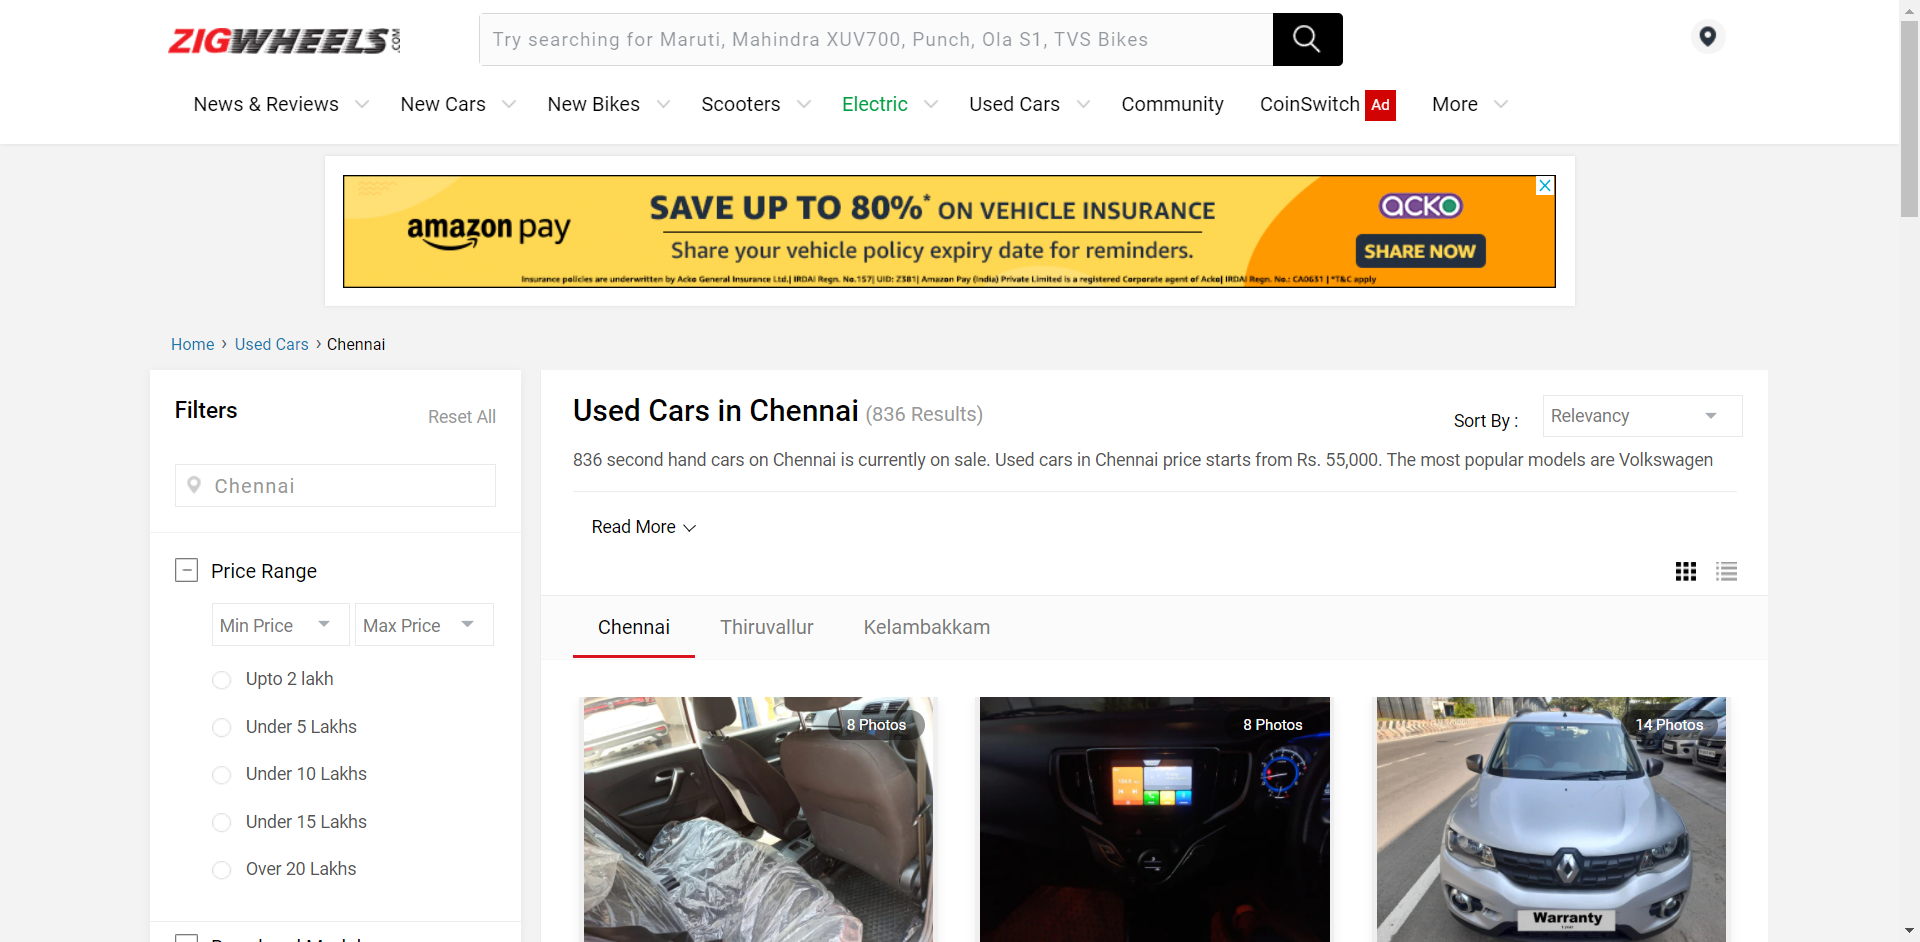 ZIGWHEELS.COM
Try searching for Maruti, Mahindra XUV700, Punch, Ola S1, TVS Bikes
News & Reviews New Cars New Bikes Scooters Electric Used Cars Community CoinSwitch Ad More
amazon pay
SAVE UP TO 80%* ON VEHICLE INSURANCE
Share your vehicle policy expiry date for reminders.
acko
SHARE NOW
Insurance policies are underwritten by Acko General Insurance Ltd.| IRDAI Regn. No.157| UID: 2381| Amazon Pay (India) Private Limited is a registered Corporate agent of Acko| IRDAI Regn. No.: CA0631 | *T&C apply
Home › Used Cars › Chennai
Filters
Reset All
Chennai
Price Range
Min Price Max Price
Upto 2 lakh
Under 5 Lakhs
Under 10 Lakhs
Under 15 Lakhs
Over 20 Lakhs
Used Cars in Chennai (836 Results)
Sort By : Relevancy
836 second hand cars on Chennai is currently on sale. Used cars in Chennai price starts from Rs. 55,000. The most popular models are Volkswagen
Read More
Chennai Thiruvallur Kelambakkam
8 Photos
8 Photos
14 Photos
Warranty